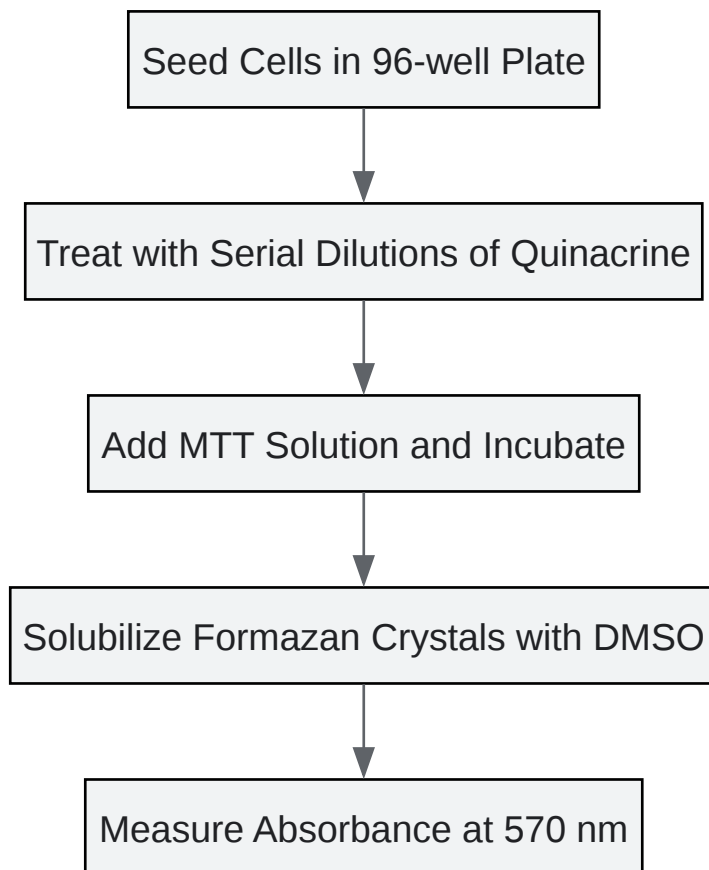 Seed Cells in 96-well Plate
Treat with Serial Dilutions of Quinacrine
Add MTT Solution and Incubate
Solubilize Formazan Crystals with DMSO
Measure Absorbance at 570 nm